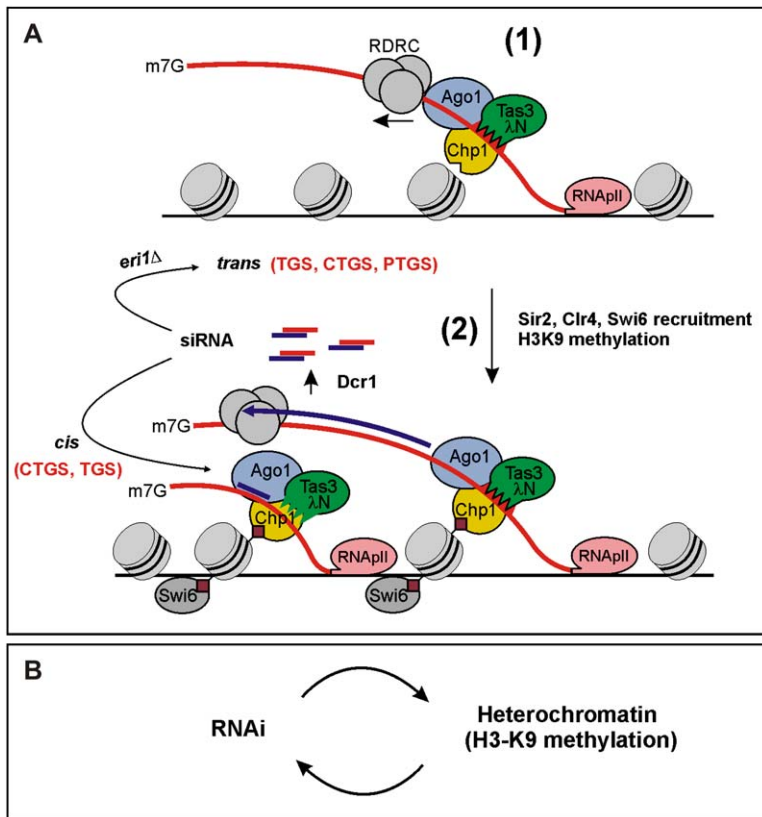 A
(1)
RDRC
m7G
Ago1
Tas3
λN
Chp1
RNApII
eri1Δ
trans (TGS, CTGS, PTGS)
(2)
Sir2, Clr4, Swi6 recruitment
H3K9 methylation
siRNA
Dcr1
cis
(CTGS, TGS)
m7G
Ago1
Tas3
λN
Chp1
RNApII
m7G
Ago1
Tas3
λN
Chp1
RNApII
Swi6
Swi6
B
RNAi
Heterochromatin
(H3-K9 methylation)